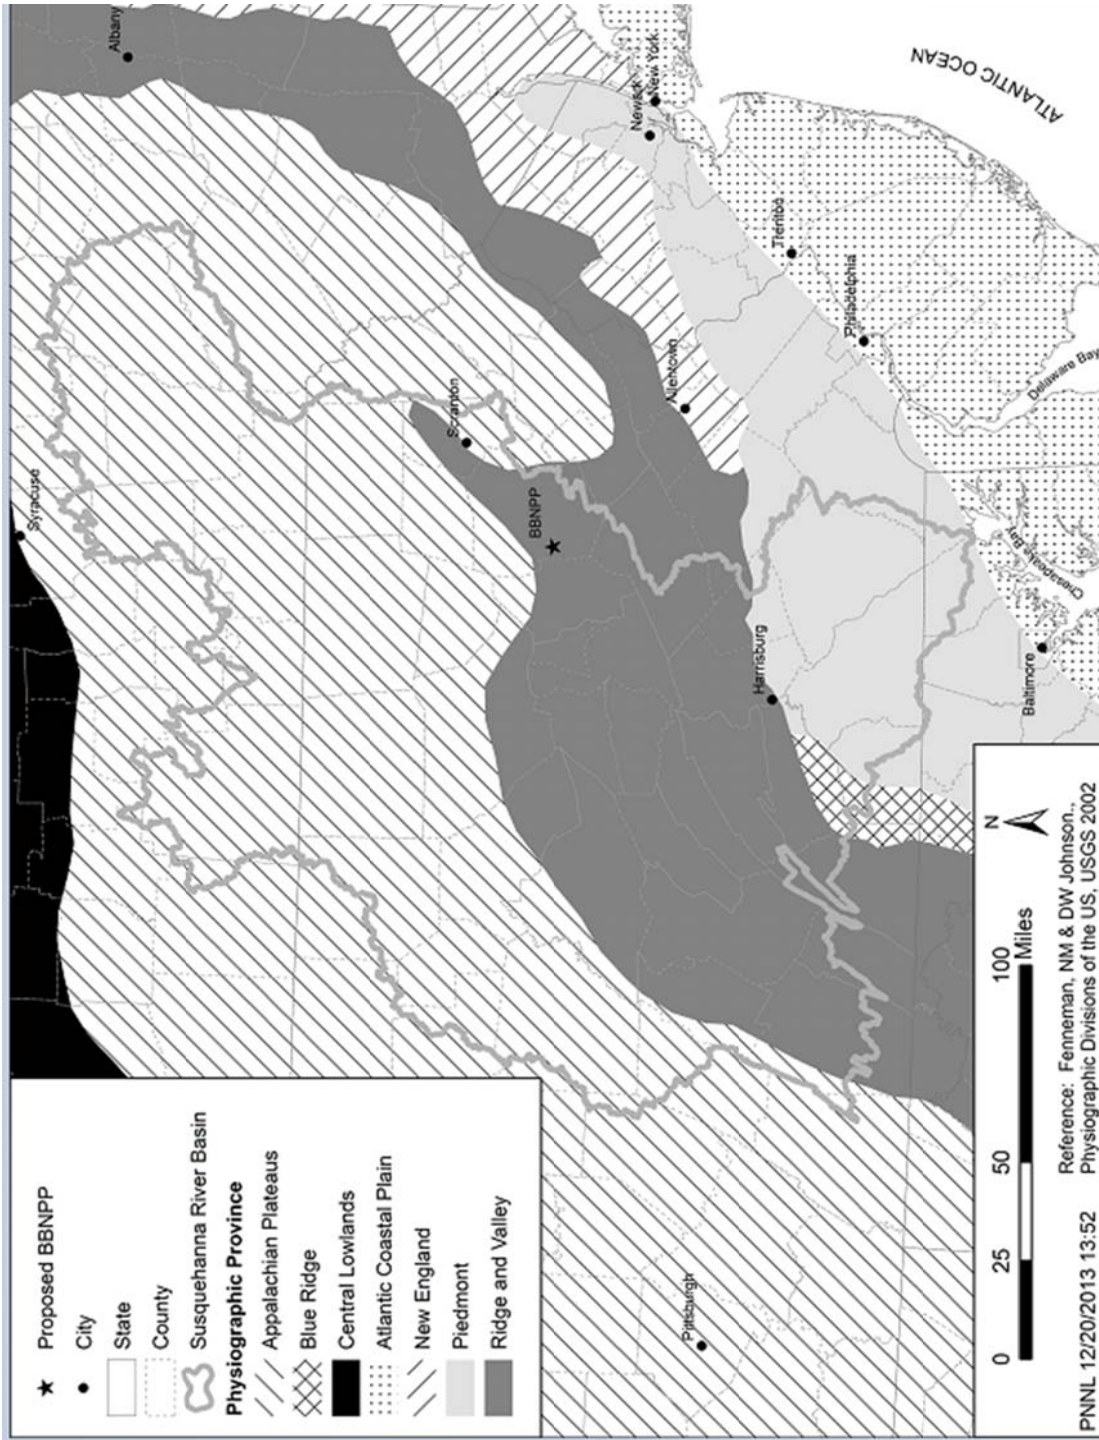 Albany
Syracuse
Scranton
BBNPP
Allentown
Newark
New York
Trenton
Philadelphia
Harrisburg
Baltimore
Pittsburgh
ATLANTIC OCEAN
Delaware Bay
Chesapeake Bay
Proposed BBNPP
City
State
County
Susquehanna River Basin
Physiographic Province
Appalachian Plateaus
Blue Ridge
Central Lowlands
Atlantic Coastal Plain
New England
Piedmont
Ridge and Valley
N
0 25 50 100
Miles
Reference: Fenneman, NM & DW Johnson.,
PNNL 12/20/2013 13:52 Physiographic Divisions of the US, USGS 2002